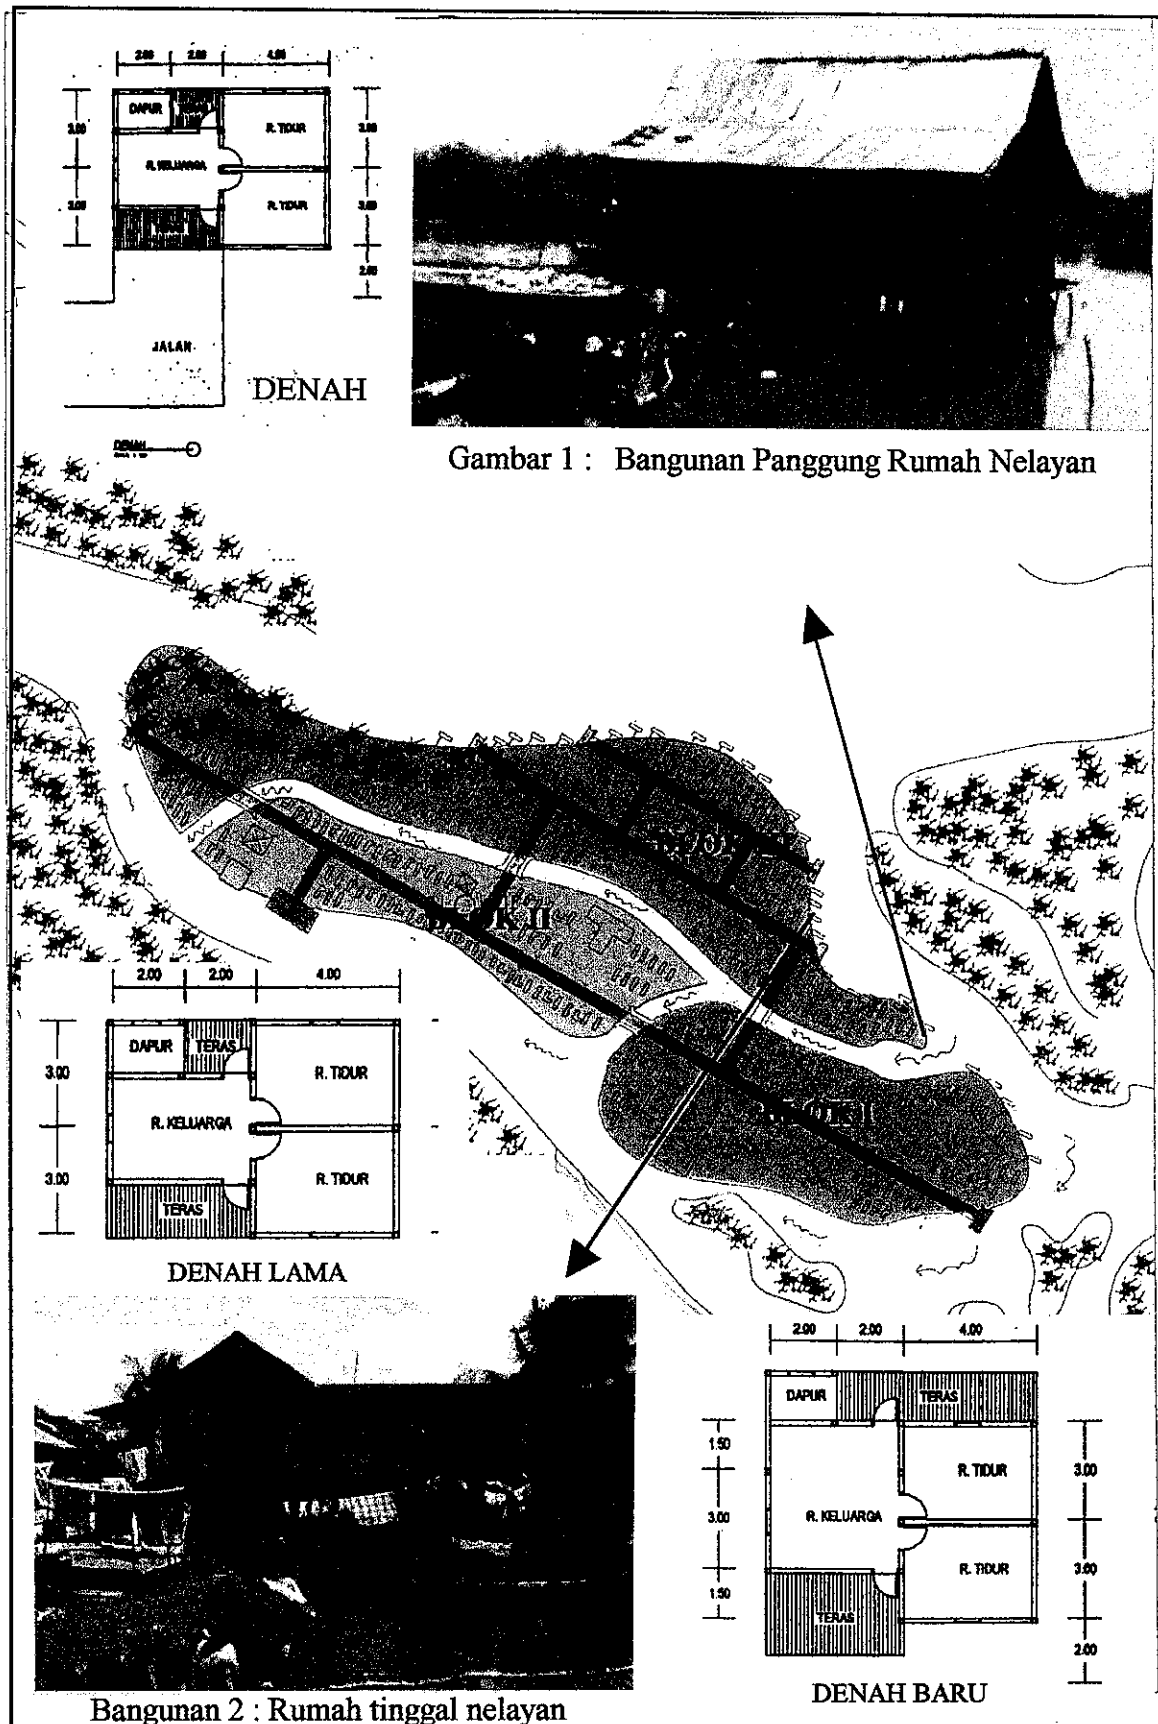 2.00 2.00 4.00
DAPUR
R. TIDUR
R. KELUARGA
R. TIDUR
3.00
3.00
3.00
3.00
2.00
JALAN
DENAH
DENAH
Gambar 1 : Bangunan Panggung Rumah Nelayan
BLOK II
BLOK I
2.00 2.00 4.00
3.00
3.00
DAPUR TERAS
R. TIDUR
R. KELUARGA
R. TIDUR
TERAS
DENAH LAMA
2.00 2.00 4.00
DAPUR TERAS
1.50
3.00
1.50
R. TIDUR
R. KELUARGA
R. TIDUR
TERAS
3.00
3.00
2.00
DENAH BARU
Bangunan 2 : Rumah tinggal nelayan